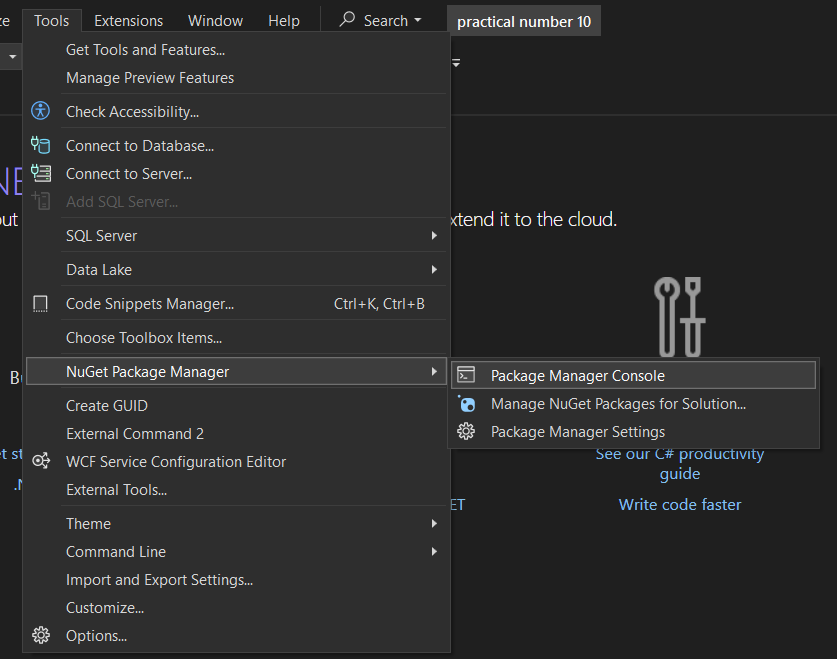 Tools Extensions Window Help Search practical number 10
Get Tools and Features...
Manage Preview Features
Check Accessibility...
Connect to Database...
Connect to Server...
Add SQL Server...
xtend it to the cloud.
SQL Server
Data Lake
Code Snippets Manager... Ctrl+K, Ctrl+B
Choose Toolbox Items...
NuGet Package Manager
Package Manager Console
Manage NuGet Packages for Solution...
Package Manager Settings
Create GUID
External Command 2
WCF Service Configuration Editor
External Tools...
See our C# productivity
guide
Write code faster
Theme
Command Line
Import and Export Settings...
Customize...
Options...